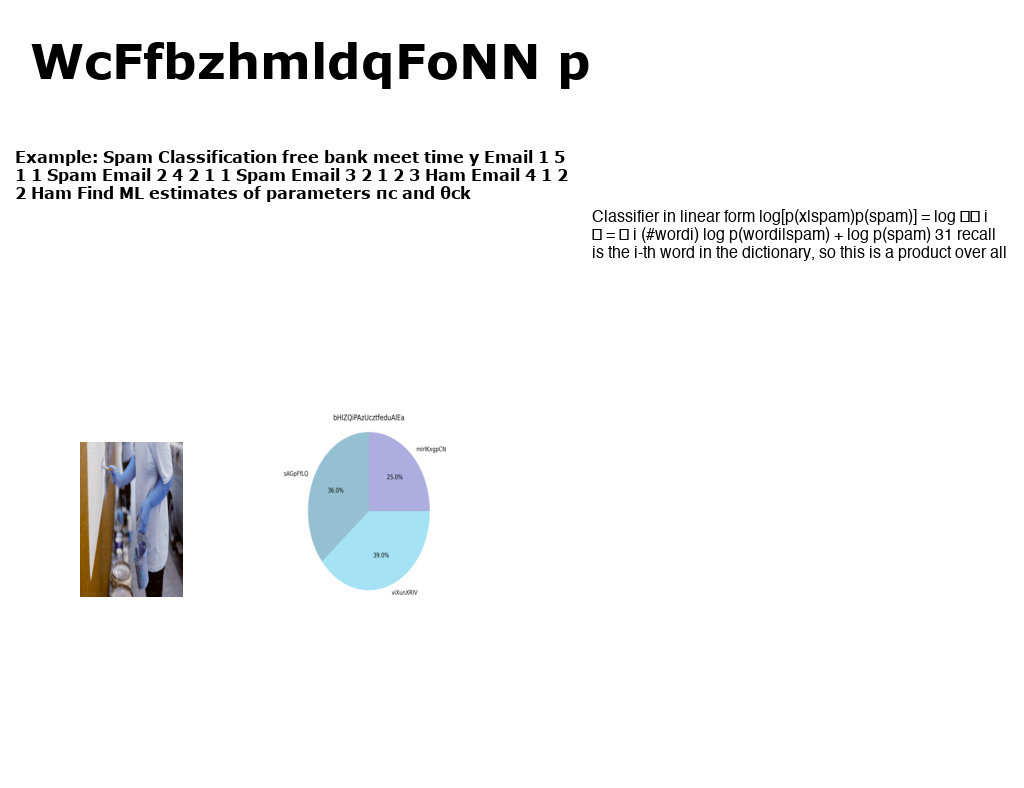 WcFfbzhmldqFoNN p
Example: Spam Classification free bank meet time y Email 1 5
1 1 Spam Email 2 4 2 1 1 Spam Email 3 2 1 2 3 Ham Email 4 1 2
2 Ham Find ML estimates of parameters πc and θck
Classifier in linear form log[p(x|spam)p(spam)] = log □□ i
□ = □ i (#wordi) log p(wordi|spam) + log p(spam) 31 recall
is the i-th word in the dictionary, so this is a product over all
bHIZQiPAzUcztfeduAlEa
mirIKxgpCN
sAGpFfLQ
25.0%
36.0%
39.0%
viXunXRlV